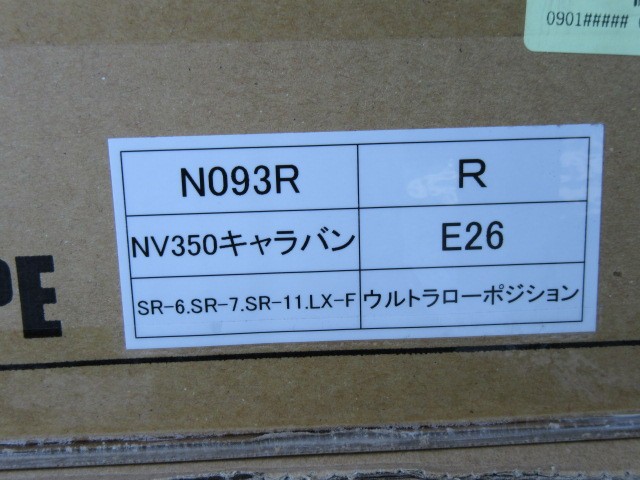 0901#####
N093R R
NV350キャラバン E26
SR-6.SR-7.SR-11.LX-F ウルトラローポジション
PE